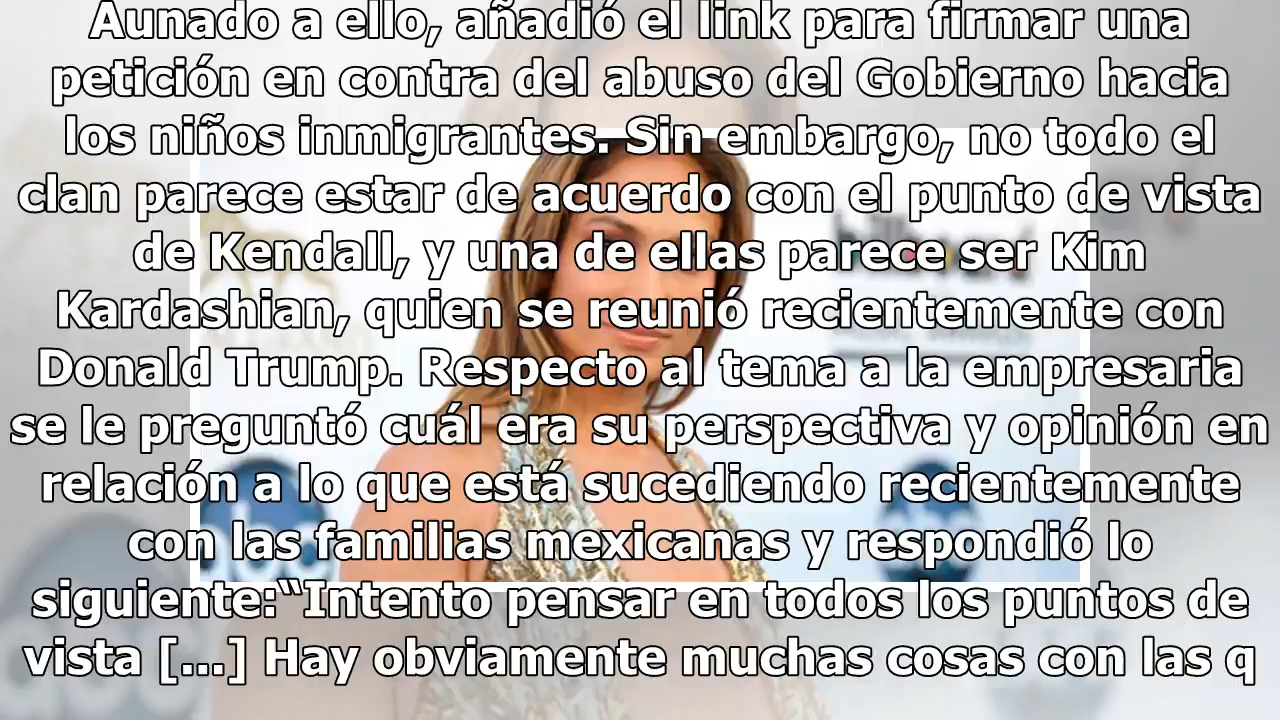 Aunado a ello, añadió el link para firmar una
petición en contra del abuso del Gobierno hacia
los niños inmigrantes. Sin embargo, no todo el
clan parece estar de acuerdo con el punto de vista
de Kendall, y una de ellas parece ser Kim
Kardashian, quien se reunió recientemente con
Donald Trump. Respecto al tema a la empresaria
se le preguntó cuál era su perspectiva y opinión en
relación a lo que está sucediendo recientemente
con las familias mexicanas y respondió lo
siguiente:“Intento pensar en todos los puntos de
vista [...] Hay obviamente muchas cosas con las q